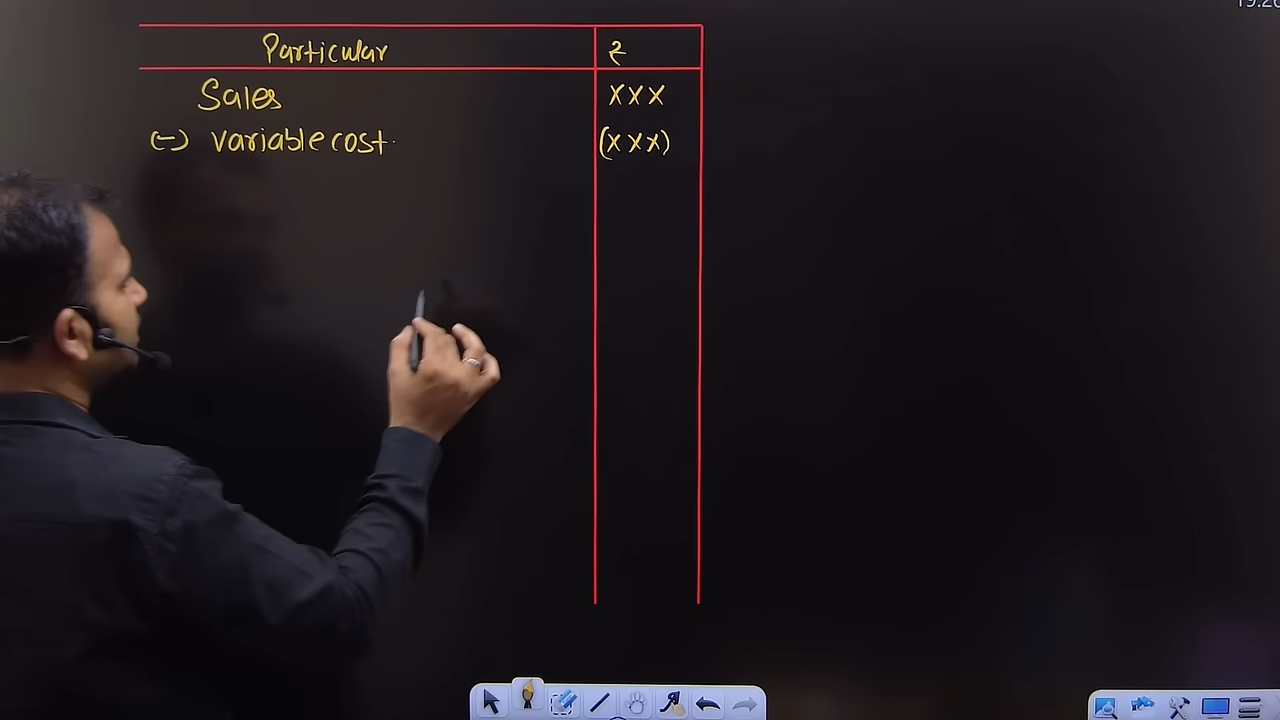 Particular ₹
Sales XXX
(-) variable cost. (XXX)